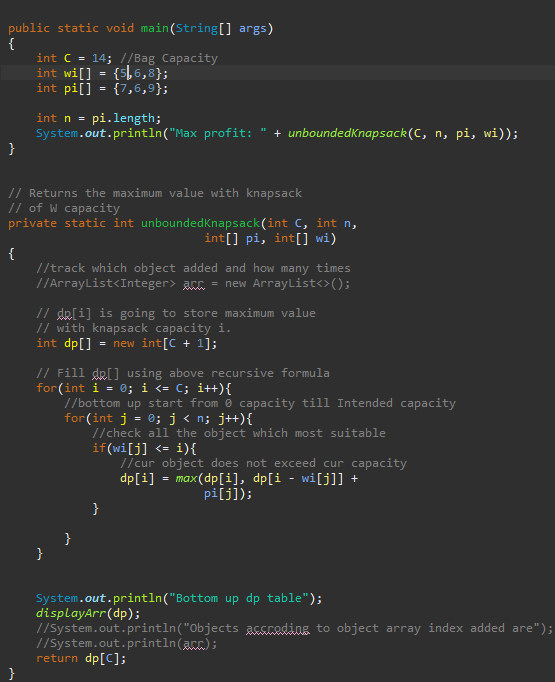 public static void main(String[] args)
{
    int C = 14; //Bag Capacity
    int wi[] = {5,6,8};
    int pi[] = {7,6,9};

    int n = pi.length;
    System.out.println("Max profit: " + unboundedKnapsack(C, n, pi, wi));
}

// Returns the maximum value with knapsack
// of W capacity
private static int unboundedKnapsack(int C, int n,
                            int[] pi, int[] wi)
{
    //track which object added and how many times
    //ArrayList<Integer> arr = new ArrayList<>();

    // dp[i] is going to store maximum value
    // with knapsack capacity i.
    int dp[] = new int[C + 1];

    // Fill dp[] using above recursive formula
    for(int i = 0; i <= C; i++){
        //bottom up start from 0 capacity till Intended capacity
        for(int j = 0; j < n; j++){
            //check all the object which most suitable
            if(wi[j] <= i){
                //cur object does not exceed cur capacity
                dp[i] = max(dp[i], dp[i - wi[j]] +
                            pi[j]);
            }

        }
    }

    System.out.println("Bottom up dp table");
    displayArr(dp);
    //System.out.println("Objects accroding to object array index added are");
    //System.out.println(arr);
    return dp[C];
}